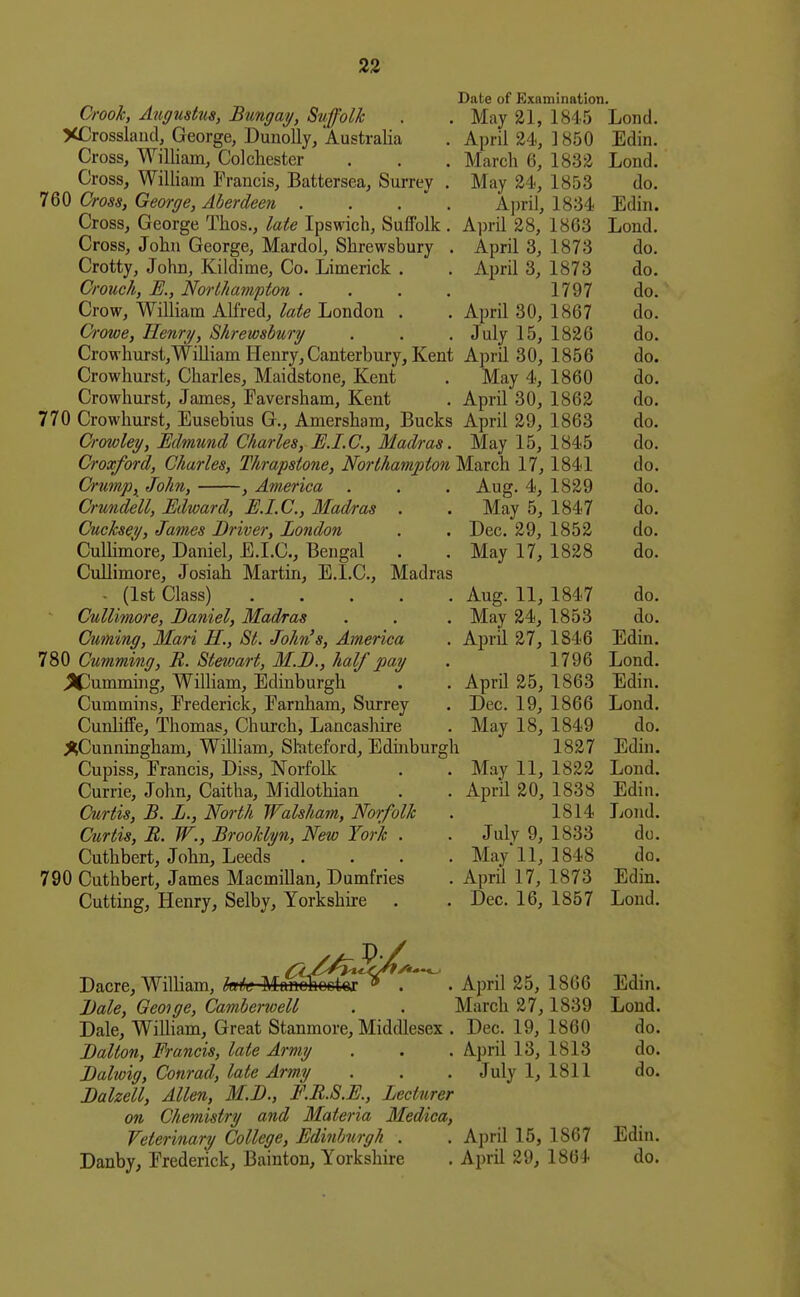 22
Date of Examination.
Crook, Augustus, Bungay, Suffolk . . May 21, 1845 Lond.
XCrossland, George, Dunolly, Australia . April 24, 1850 Edin.
Cross, William, Colchester . . . March 6, 1832 Lond.
Cross, William Francis, Battersea, Surrey . May 24, 1853 do.
760 Cross, George, Aberdeen . . . . April, 1834 Edin.
Cross, George Thos., late Ipswich, Suffolk . April 28, 1863 Lond.
Cross, John George, Mardol, Shrewsbury . April 3, 1873 do.
Crotty, John, Kildime, Co. Limerick . . April 3, 1873 do.
Crouch, E., Northampton . . . . 1797 do.
Crow, William Alfred, late London . . April 30, 1867 do.
Crowe, Henry, Shrewsbury . . . July 15, 1826 do.
Crowhurst, William Henry, Canterbury, Kent April 30, 1856 do.
Crowhurst, Charles, Maidstone, Kent . May 4, 1860 do.
Crowhurst, James, Faversham, Kent . April 30, 1862 do.
770 Crowhurst, Eusebius G., Amersham, Bucks April 29, 1863 do.
Crowley, Edmund Charles, E.I.C., Madras. May 15, 1845 do.
Croxford, Charles, Thrapstone, Northampton March 17, 1841 do.
Crump, John, ——, America . . . Aug. 4, 1829 do.
Crundell, Edward, E.I.C., Madras . . May 5, 1847 do.
Cucksey, James Driver, London . . Dec. 29, 1852 do.
Cullimore, Daniel, E.I.C., Bengal . . May 17, 1828 do.
Cullimore, Josiah Martin, E.I.C., Madras
- (1st Class) . . . . . Aug. 11, 1847 do.
Cullimore, Daniel, Madras . . . May 24, 1853 do.
Cuming, Mari H., St. John's, America . April 27, 1846 Edin.
780 Cumming, R. Stewart, M.D., half pay . 1796 Lond.
XCumming, William, Edinburgh . . April 25, 1863 Edin.
Cummins, Frederick, Farnham, Surrey . Dec. 19, 1866 Lond.
Cunliffe, Thomas, Church, Lancashire . May 18, 1849 do.
XCunningham, William, Slateford, Edinburgh 1827 Edin.
Cupiss, Francis, Diss, Norfolk . . May 11, 1822 Lond.
Currie, John, Caitha, Midlothian . . April 20, 1838 Edin.
Curtis, B. L., North Walsham, Norfolk . 1814 Lond.
Curtis, R. W., Brooklyn, New York . . July 9, 1833 do.
Cuthbert, John, Leeds . . . . May 11, 1848 do.
790 Cuthbert, James Macmillan, Dumfries . April 17, 1873 Edin.
Cutting, Henry, Selby, Yorkshire . . Dec. 16, 1857 Lond.
D.
Dacre, William, late Manchester . . April 25, 1866 Edin.
Dale, George, Camberwell . . March 27, 1839 Lond.
Dale, William, Great Stanmore, Middlesex . Dec. 19, 1860 do.
Dalton, Francis, late Army . . . April 13, 1813 do.
Dalwig, Conrad, late Army . . . July 1, 1811 do.
Dalzell, Allen, M.D., F.R.S.E., Lecturer
on Chemistry and Materia Medica,
Veterinary College, Edinburgh . . April 15, 1867 Edin.
Danby, Frederick, Bainton, Yorkshire . April 29, 1864 do.